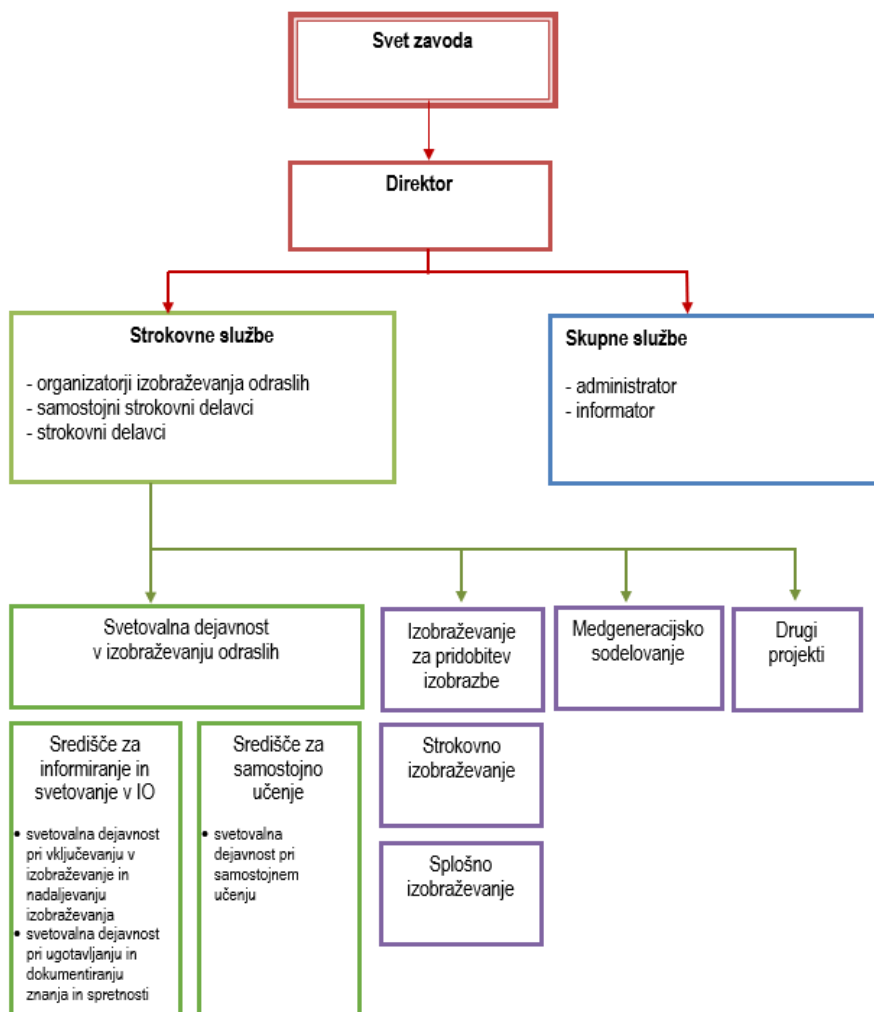 Svet zavoda
Direktor
Strokovne službe
- organizatorji izobraževanja odraslih
- samostojni strokovni delavci
- strokovni delavci
Skupne službe
- administrator
- informator
Svetovalna dejavnost
v izobraževanju odraslih
Izobraževanje
za pridobitev
izobrazbe
Medgeneracijsko
sodelovanje
Drugi
projekti
Središče za
informiranje in
svetovanje v IO
• svetovalna dejavnost
pri vključevanju v
izobraževanje in
nadaljevanju
izobraževanja
• svetovalna dejavnost
pri ugotavljanju in
dokumentiranju
znanja in spretnosti
Središče za
samostojno
učenje
• svetovalna
dejavnost pri
samostojnem
učenju
Strokovno
izobraževanje
Splošno
izobraževanje